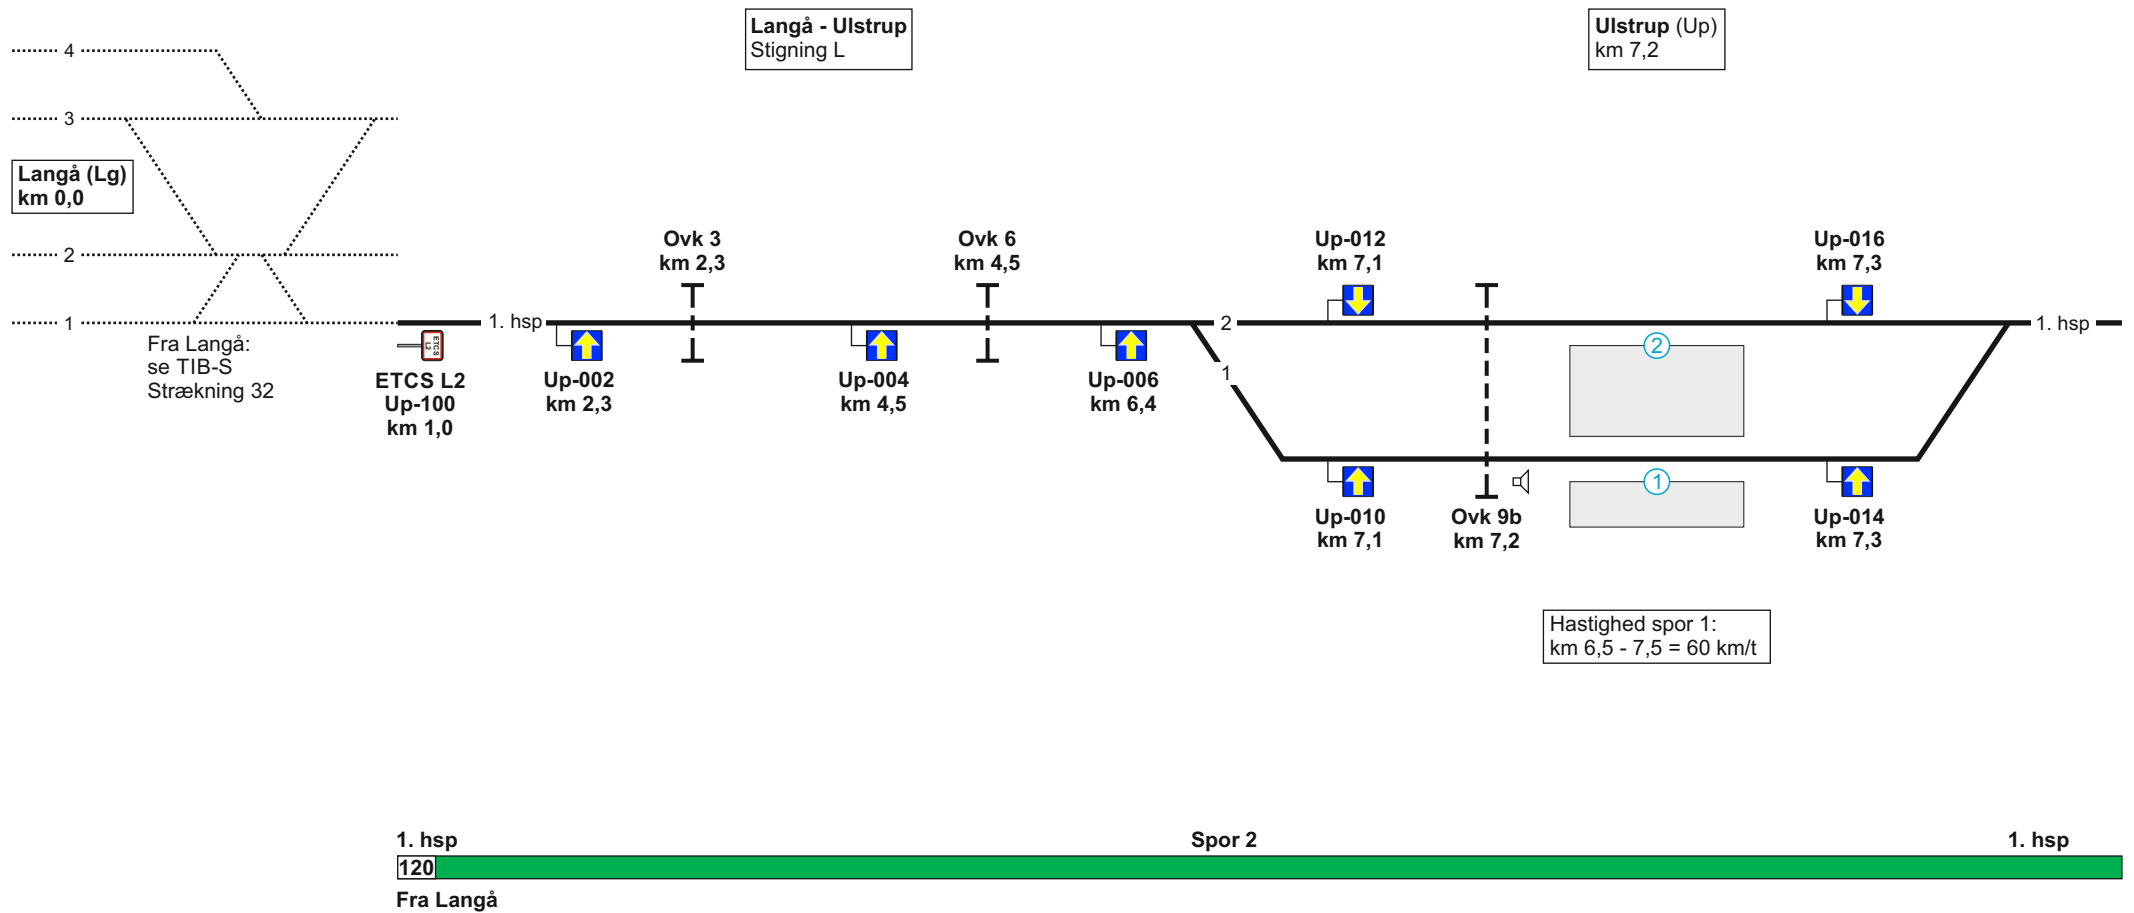 Langå - Ulstrup
Stigning L
Ulstrup (Up)
km 7,2
4
3
Langå (Lg)
km 0,0
2
1
Fra Langå:
se TIB-S
Strækning 32
ETCS L2
ETCS L2
Up-100
km 1,0
1. hsp
Up-002
km 2,3
Ovk 3
km 2,3
Up-004
km 4,5
Ovk 6
km 4,5
Up-006
km 6,4
2
1
Up-012
km 7,1
Up-010
km 7,1
Ovk 9b
km 7,2
2
1
Up-016
km 7,3
Up-014
km 7,3
1. hsp
Hastighed spor 1:
km 6,5 - 7,5 = 60 km/t
1. hsp
Spor 2
1. hsp
120
Fra Langå